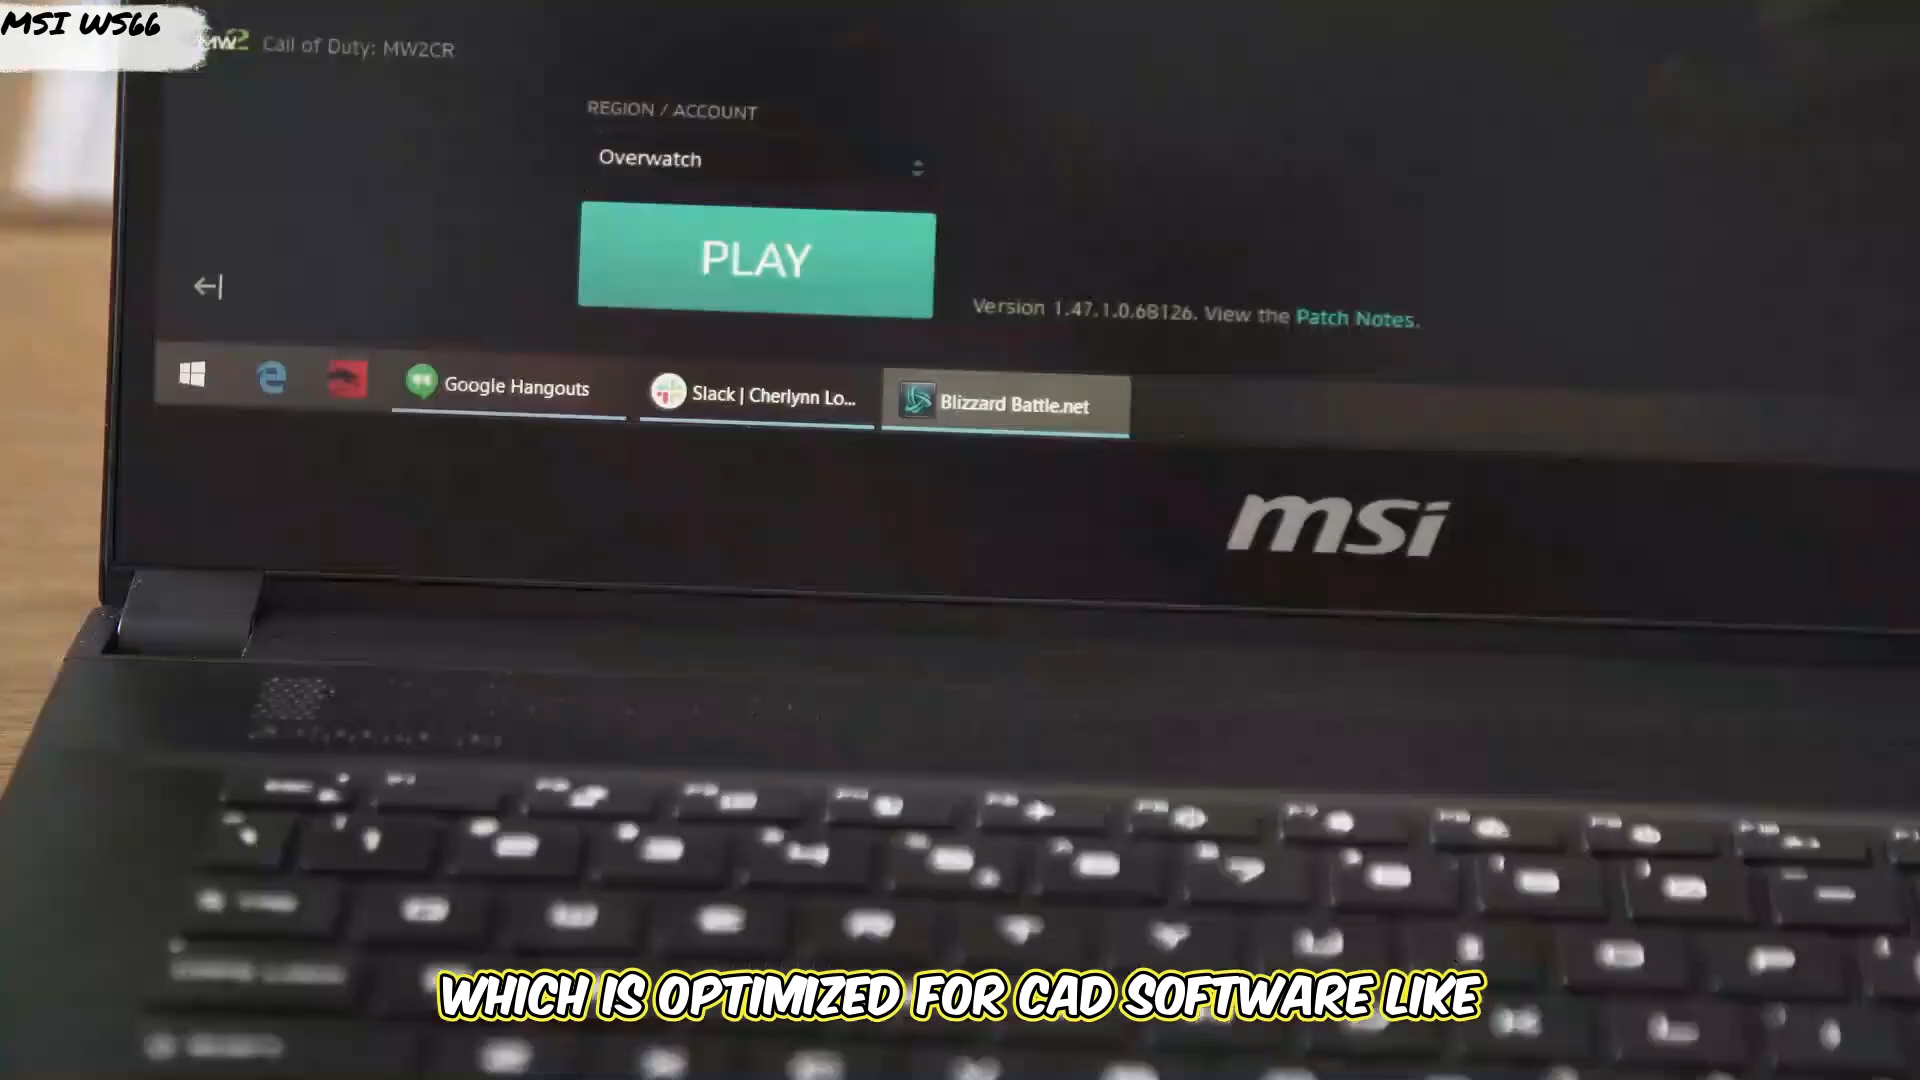 MSI WS66
MW2 Call of Duty: MW2CR
REGION / ACCOUNT
Overwatch
PLAY
Version 1.47.1.0.68126. View the Patch Notes.
Google Hangouts
Slack | Cherlynn Lo...
Blizzard Battle.net
msi
WHICH IS OPTIMIZED FOR CAD SOFTWARE LIKE